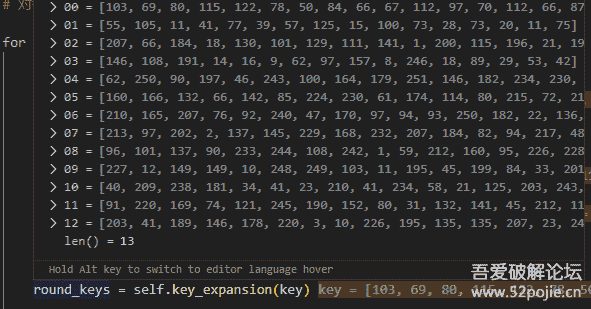 # 对
for
> 00 = [103, 69, 80, 115, 122, 78, 50, 84, 66, 67, 112, 97, 70, 112, 66, 87
> 01 = [55, 105, 11, 41, 77, 39, 57, 125, 15, 100, 73, 28, 73, 20, 11, 75]
> 02 = [207, 66, 184, 18, 130, 101, 129, 111, 141, 1, 200, 115, 196, 21, 19
> 03 = [146, 108, 191, 14, 16, 9, 62, 97, 157, 8, 246, 18, 89, 29, 53, 42]
> 04 = [62, 250, 90, 197, 46, 243, 100, 164, 179, 251, 146, 182, 234, 230,
> 05 = [160, 166, 132, 66, 142, 85, 224, 230, 61, 174, 114, 80, 215, 72, 21
> 06 = [210, 165, 207, 76, 92, 240, 47, 170, 97, 94, 93, 250, 182, 22, 136,
> 07 = [213, 97, 202, 2, 137, 145, 229, 168, 232, 207, 184, 82, 94, 217, 48
> 08 = [96, 101, 137, 90, 233, 244, 108, 242, 1, 59, 212, 160, 95, 226, 228
> 09 = [227, 12, 149, 149, 10, 248, 249, 103, 11, 195, 45, 199, 84, 33, 201
> 10 = [40, 209, 238, 181, 34, 41, 23, 210, 41, 234, 58, 21, 125, 203, 243,
> 11 = [91, 220, 169, 74, 121, 245, 190, 152, 80, 31, 132, 141, 45, 212, 11
> 12 = [203, 41, 189, 146, 178, 220, 3, 10, 226, 195, 135, 135, 207, 23, 24
len() = 13
Hold Alt key to switch to editor language hover
round_keys = self.key_expansion(key) key = [103, 69, 80, 115, 122, 78, 50
吾爱破解论坛
www.52pojie.cn